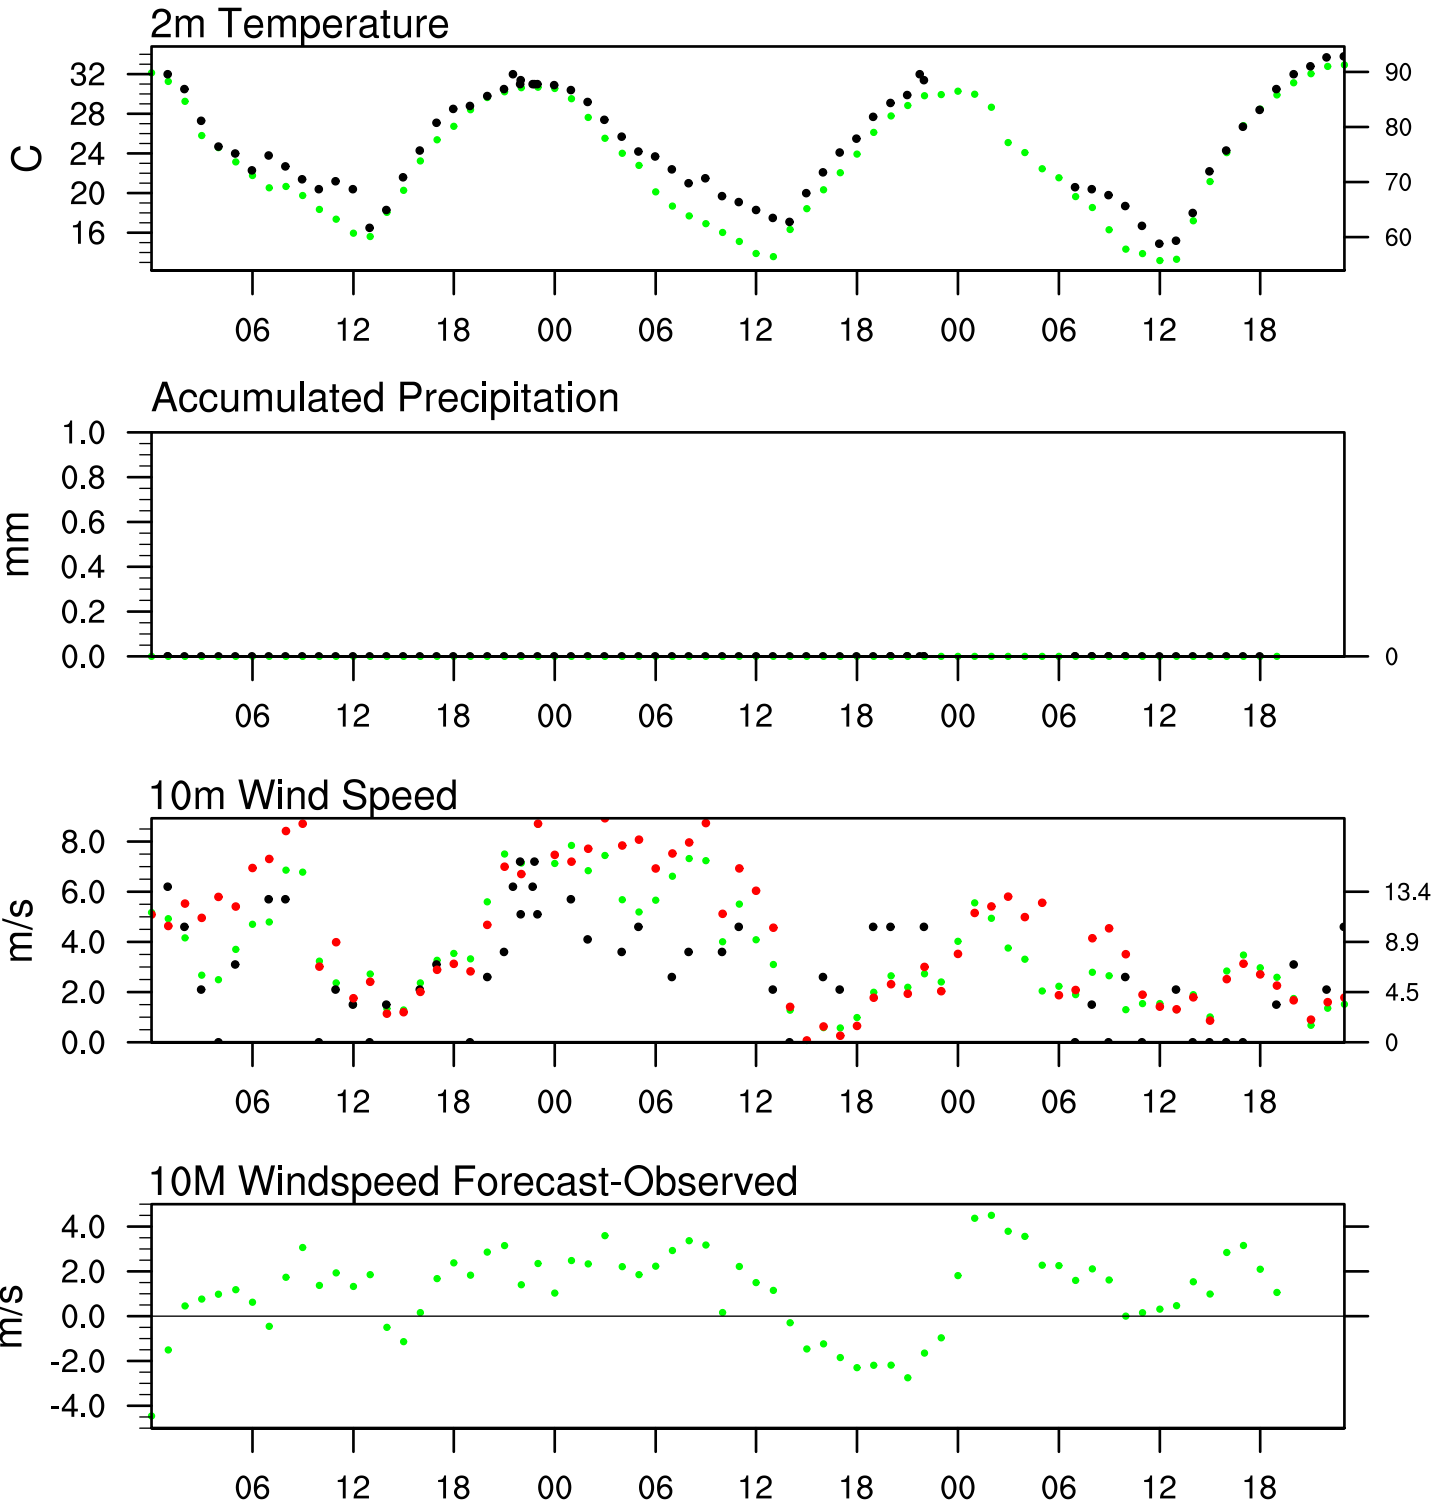 2m Temperature
32 90
28
80
24
C
70
20
16 60
06 12 18 00 06 12 18 00 06 12 18
Accumulated Precipitation
1.0
0.8
0.6
mm
0.4
0.2
0.0 0
06 12 18 00 06 12 18 00 06 12 18
10m Wind Speed
8.0
6.0 13.4
m/s
4.0 8.9
2.0 4.5
0.0 0
06 12 18 00 06 12 18 00 06 12 18
10M Windspeed Forecast-Observed
4.0
2.0
m/s
0.0
-2.0
-4.0
06 12 18 00 06 12 18 00 06 12 18